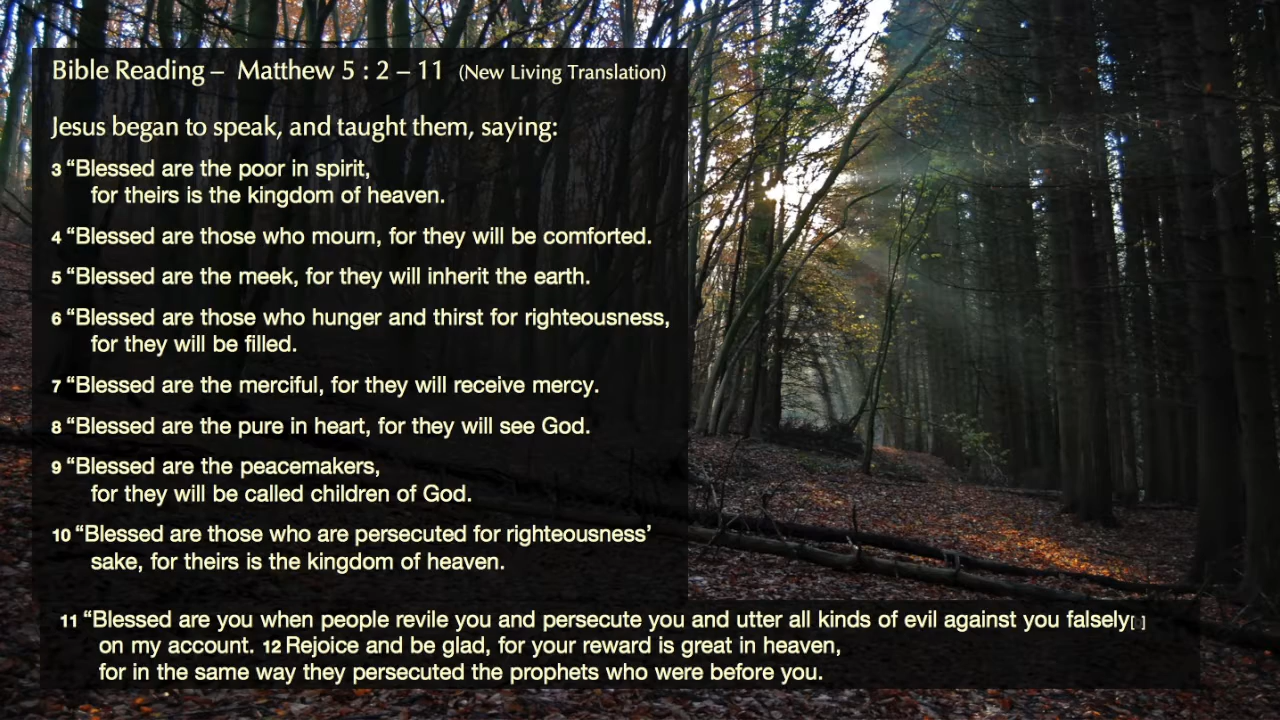 Bible Reading – Matthew 5 : 2 – 11 (New Living Translation)
Jesus began to speak, and taught them, saying:
3 “Blessed are the poor in spirit,
for theirs is the kingdom of heaven.
4 “Blessed are those who mourn, for they will be comforted.
5 “Blessed are the meek, for they will inherit the earth.
6 “Blessed are those who hunger and thirst for righteousness,
for they will be filled.
7 “Blessed are the merciful, for they will receive mercy.
8 “Blessed are the pure in heart, for they will see God.
9 “Blessed are the peacemakers,
for they will be called children of God.
10 “Blessed are those who are persecuted for righteousness’
sake, for theirs is the kingdom of heaven.
11 “Blessed are you when people revile you and persecute you and utter all kinds of evil against you falsely[ ]
on my account. 12 Rejoice and be glad, for your reward is great in heaven,
for in the same way they persecuted the prophets who were before you.